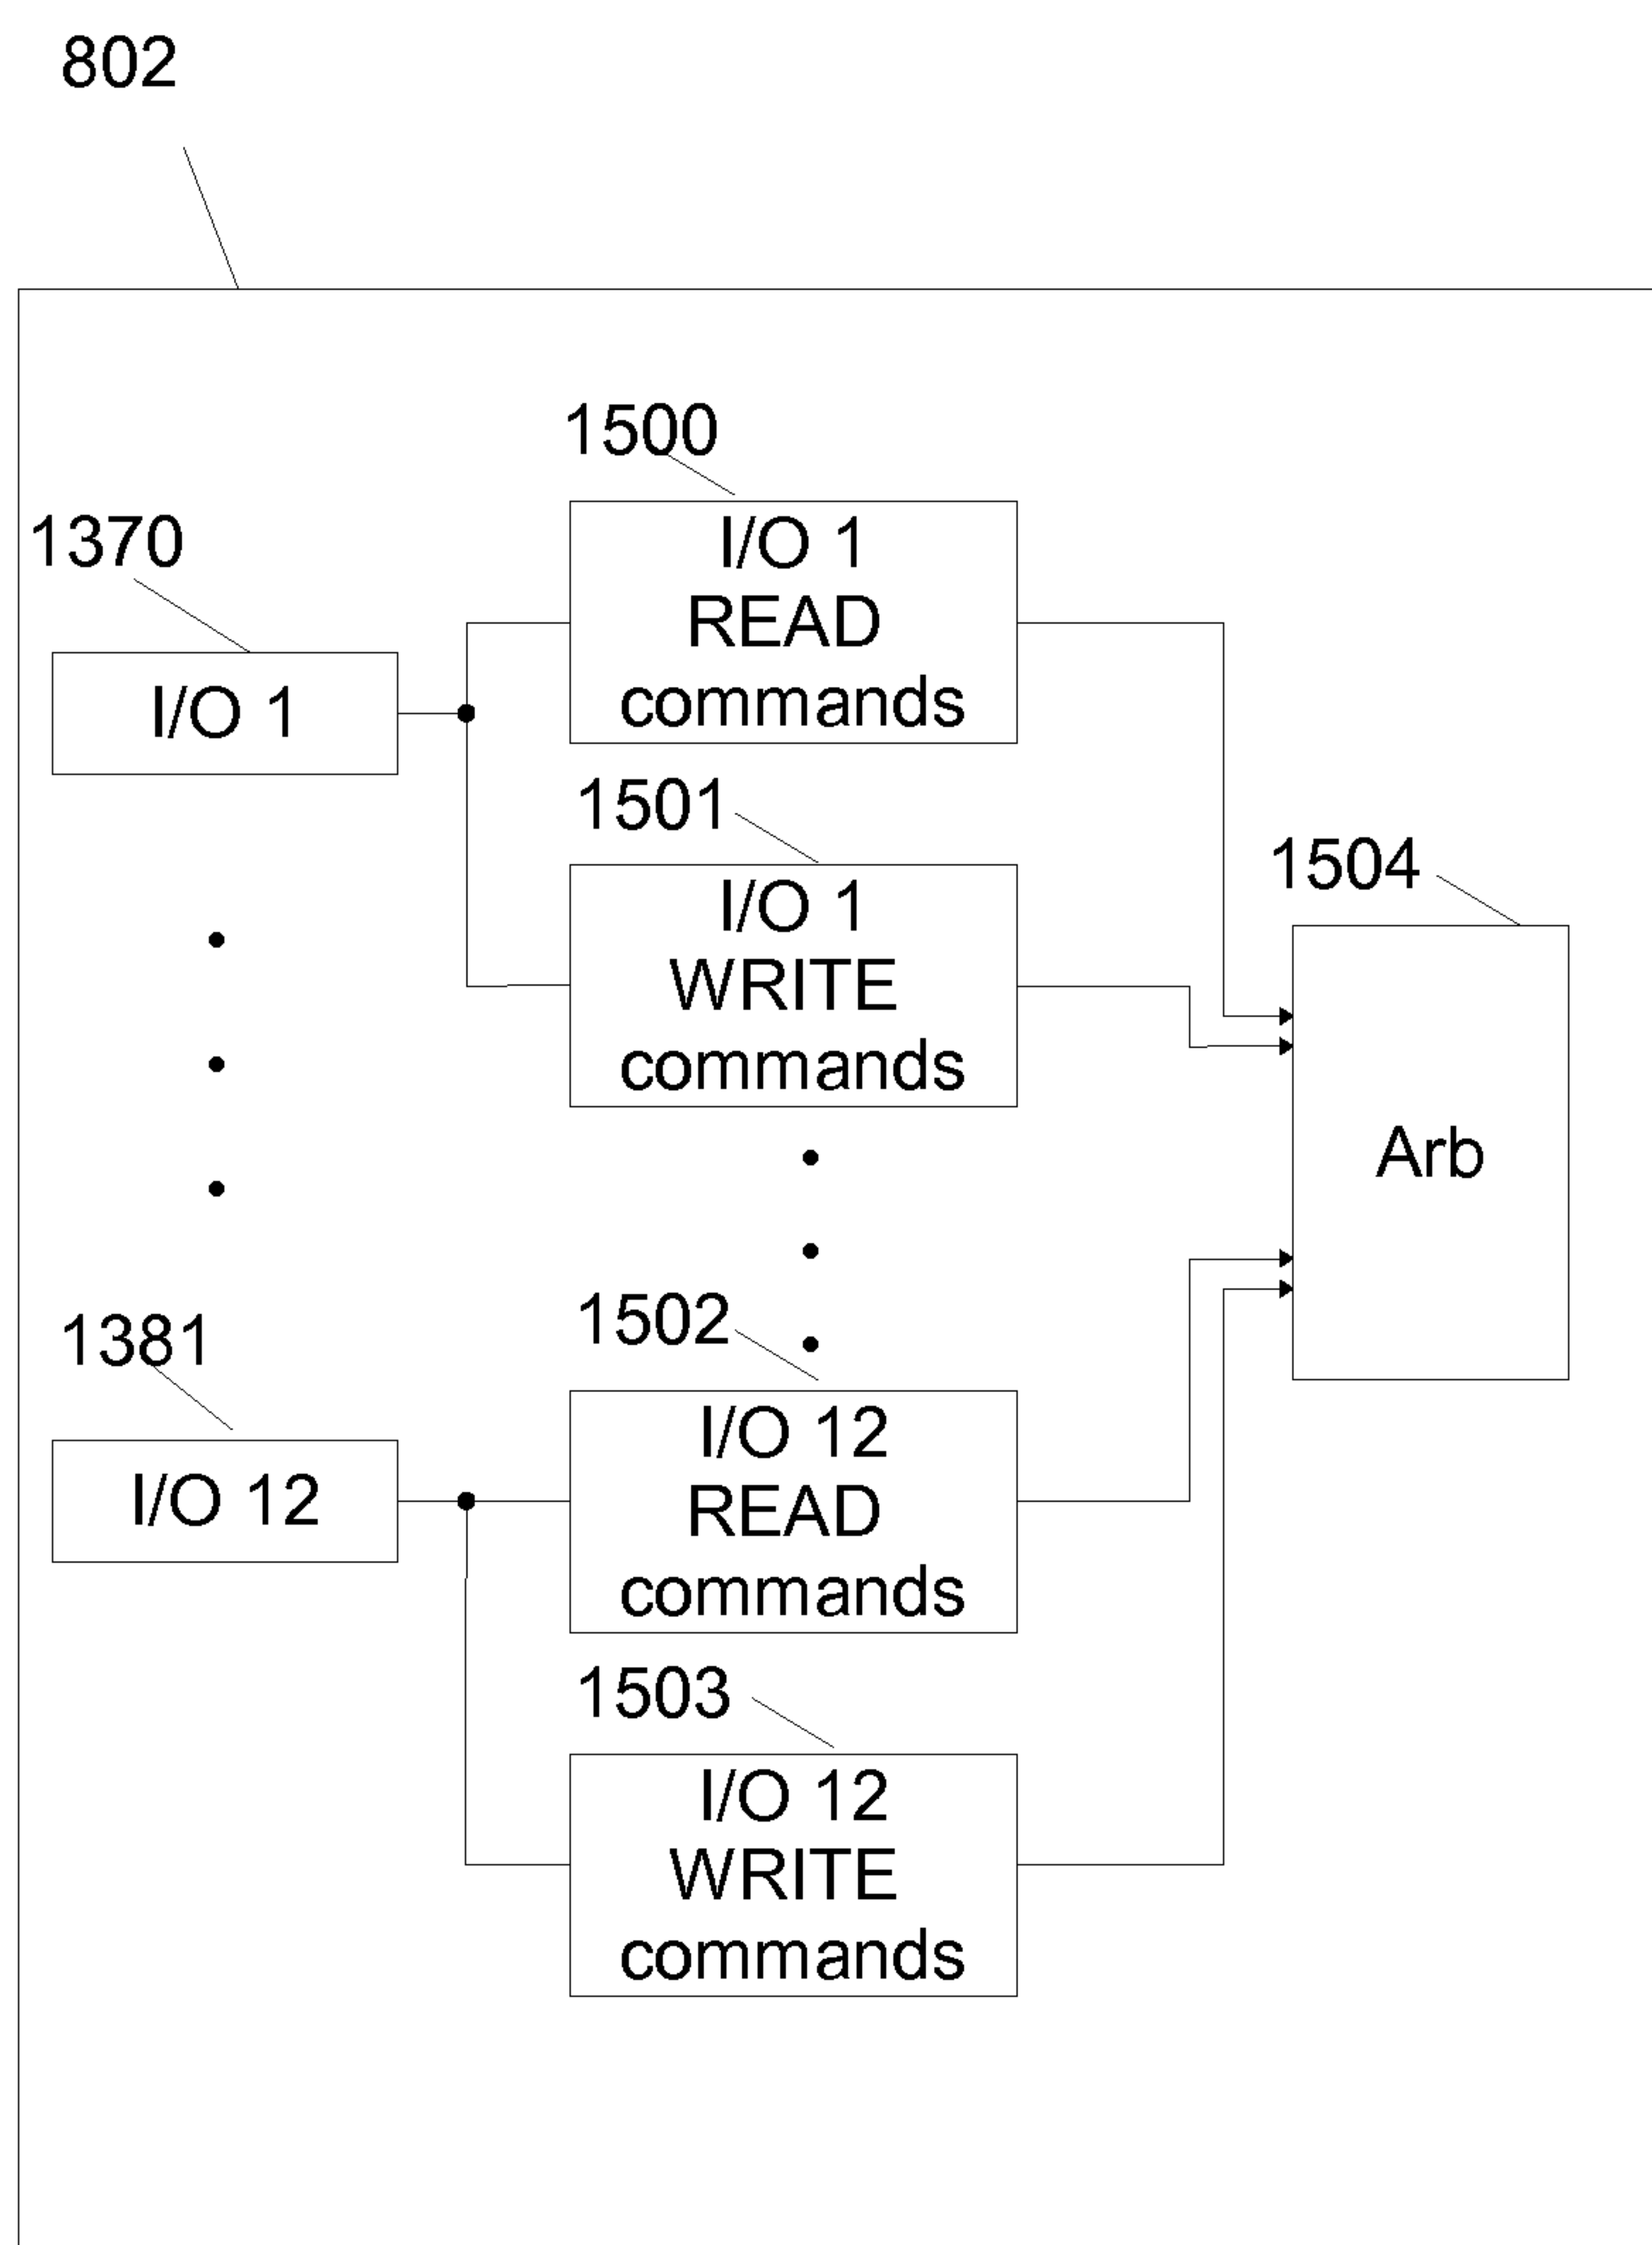 802
1500
I/O 1
READ
commands
1370
I/O 1
1501
I/O 1
WRITE
commands
1504
Arb
1502
I/O 12
READ
commands
1381
I/O 12
1503
I/O 12
WRITE
commands